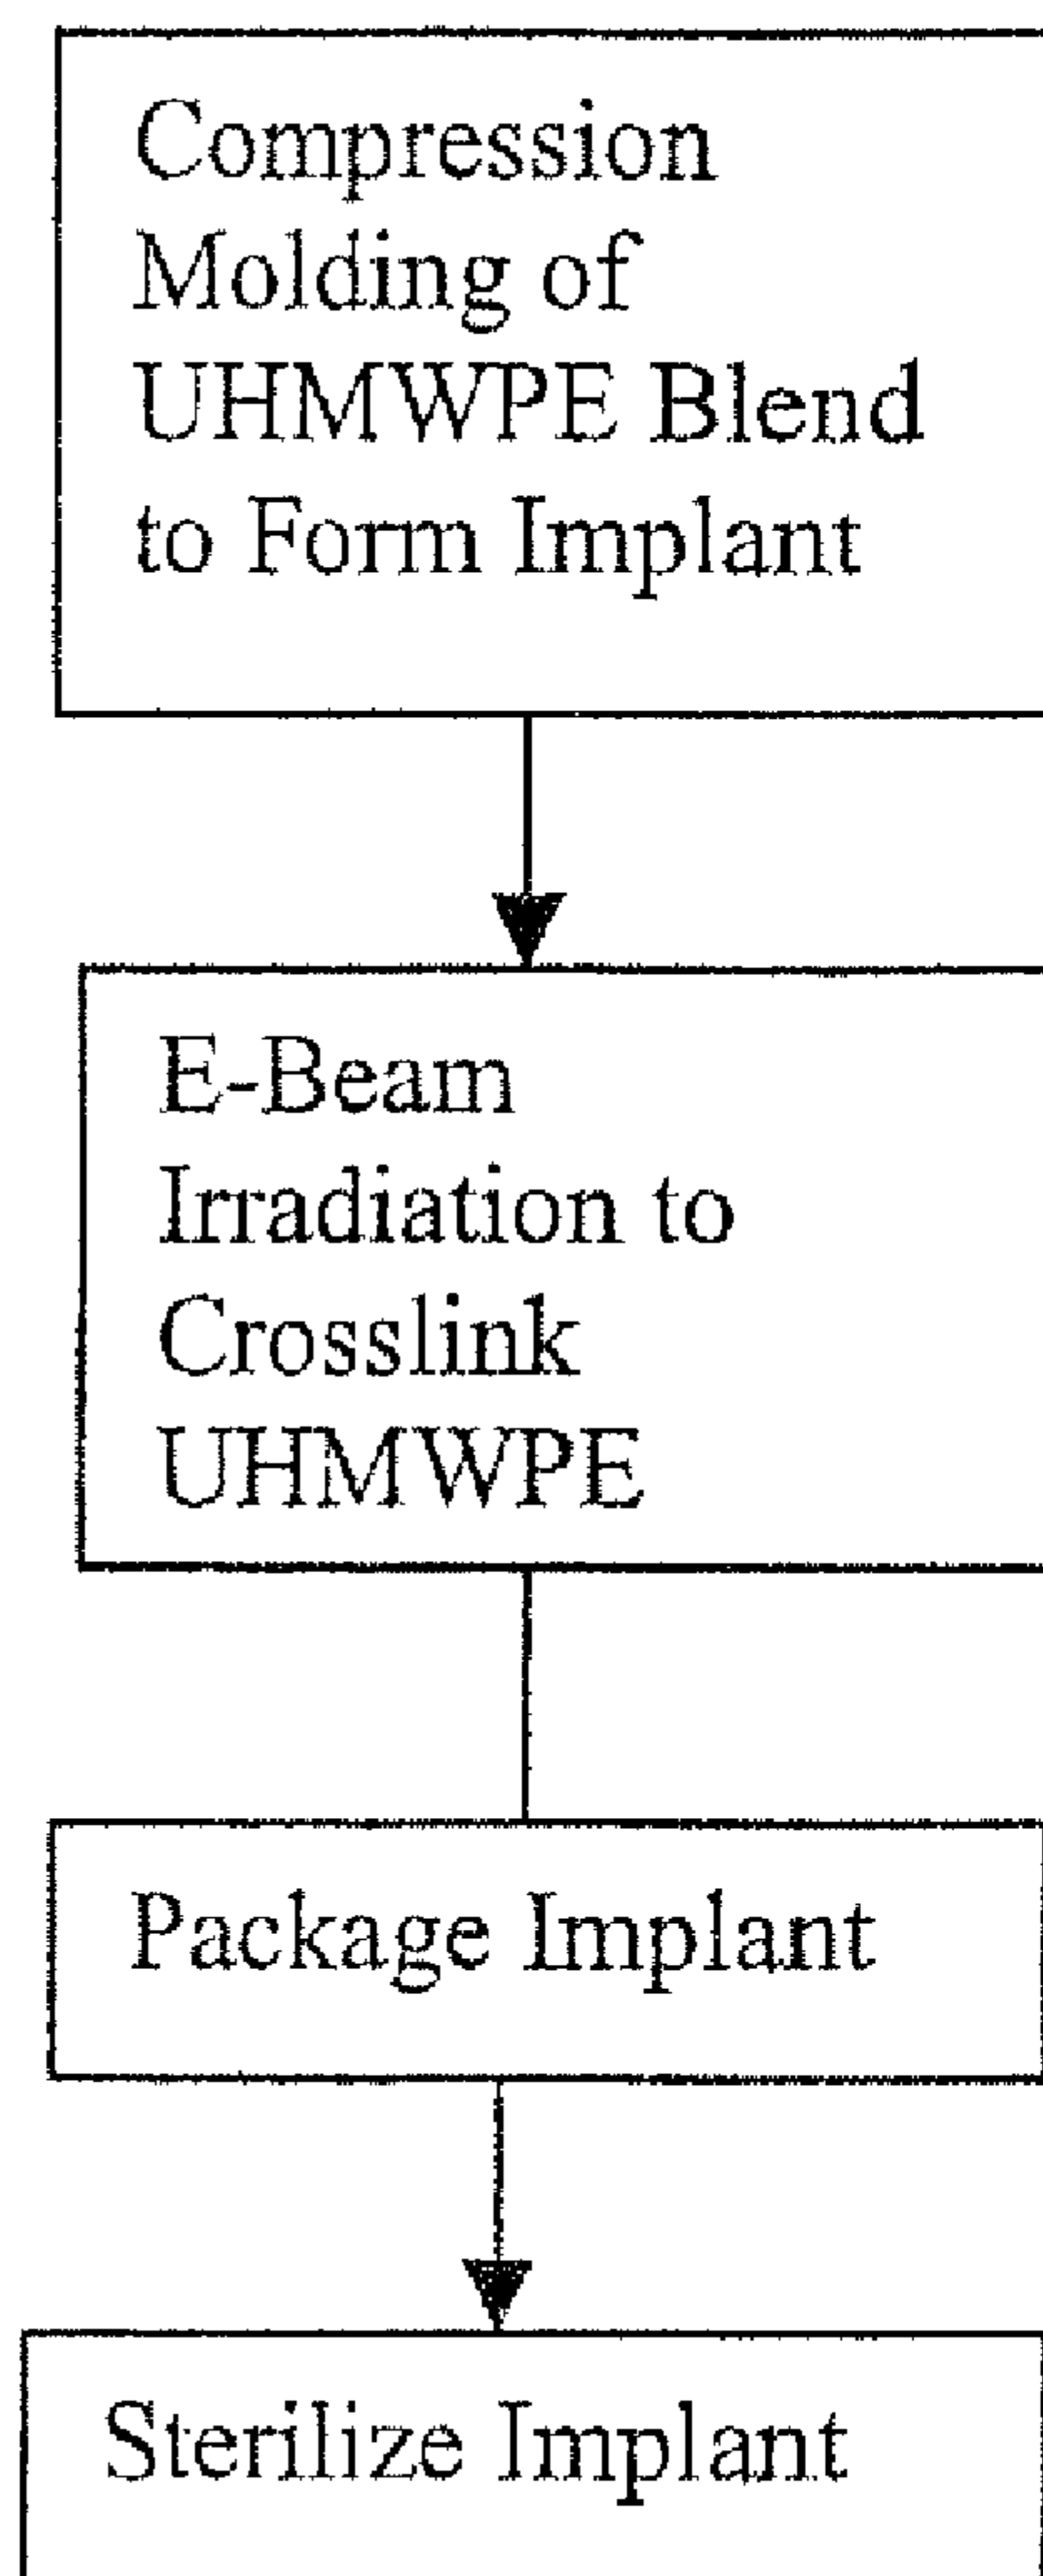 Compression
Molding of
UHMWPE Blend
to Form Implant
E-Beam
Irradiation to
Crosslink
UHMWPE
Package Implant
Sterilize Implant